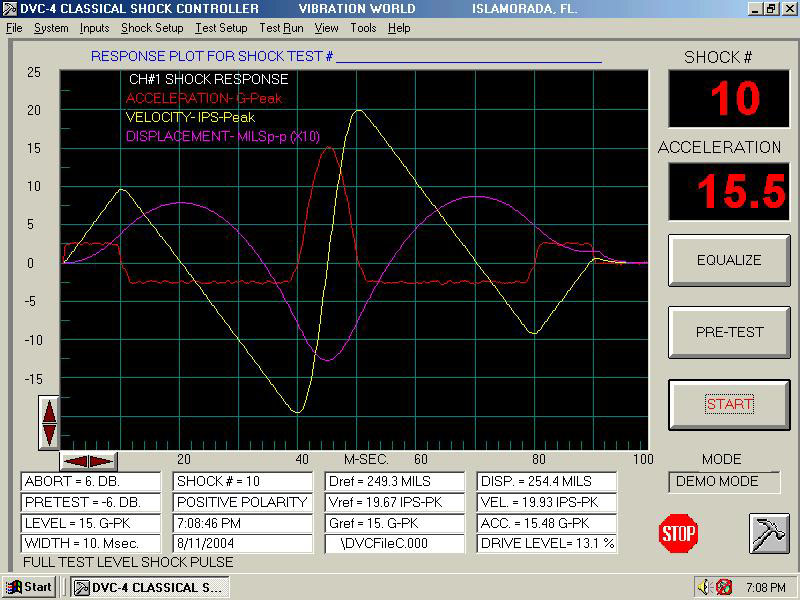 DVC-4 CLASSICAL SHOCK CONTROLLER VIBRATION WORLD ISLAMORADA, FL.
File System Inputs Shock Setup Test Setup Test Run View Tools Help
RESPONSE PLOT FOR SHOCK TEST #
SHOCK #
10
ACCELERATION
15.5
EQUALIZE
PRE-TEST
START
MODE
DEMO MODE
STOP
CH#1 SHOCK RESPONSE
ACCELERATION- G-Peak
VELOCITY- IPS-Peak
DISPLACEMENT- MILSp-p (X10)
25
20
15
10
5
0
-5
-10
-15
20 40 M-SEC. 60 80 100
ABORT = 6. DB. SHOCK # = 10 Dref = 249.3 MILS DISP. = 254.4 MILS
PRETEST = -6. DB. POSITIVE POLARITY Vref = 19.67 IPS-PK VEL. = 19.93 IPS-PK
LEVEL = 15. G-PK 7:08:46 PM Gref = 15. G-PK ACC. = 15.48 G-PK
WIDTH = 10. Msec. 8/11/2004 \DVCFileC.000 DRIVE LEVEL= 13.1 %
FULL TEST LEVEL SHOCK PULSE
Start DVC-4 CLASSICAL S... 7:08 PM